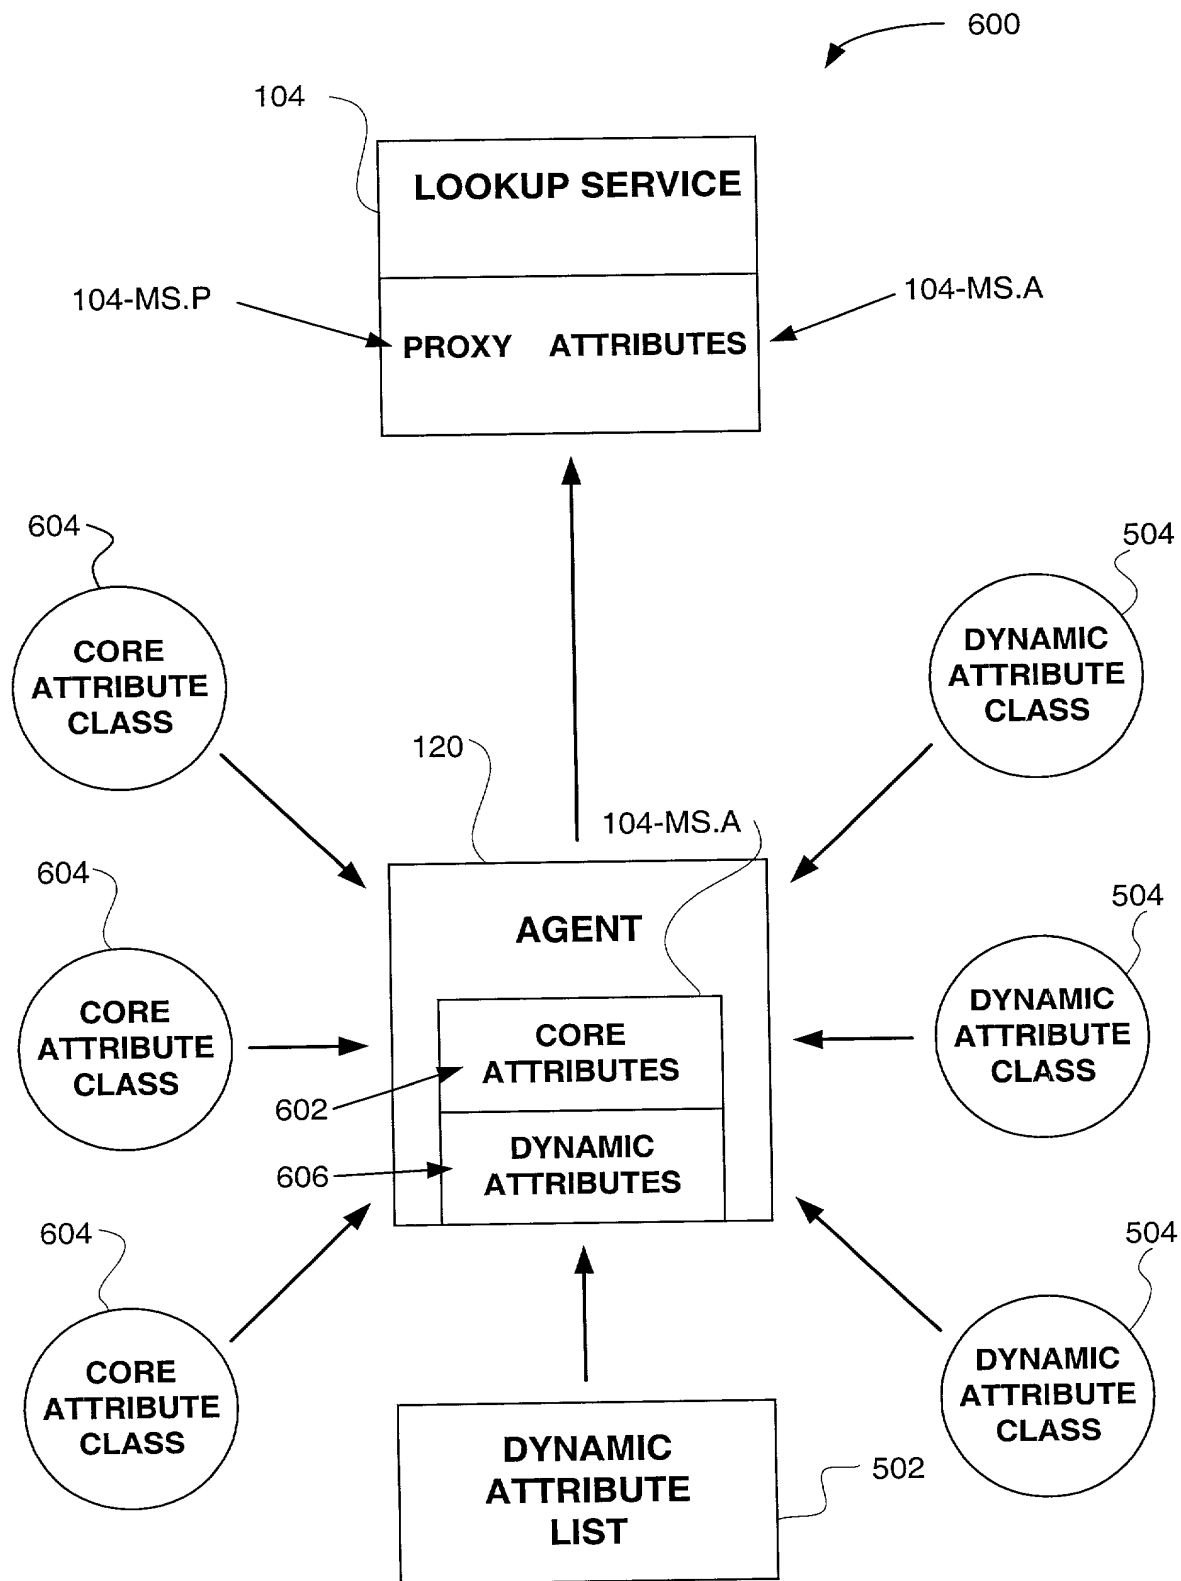 600
104
LOOKUP SERVICE
104-MS.P
104-MS.A
PROXY ATTRIBUTES
604
504
CORE
ATTRIBUTE
CLASS
DYNAMIC
ATTRIBUTE
CLASS
120
104-MS.A
604
504
AGENT
CORE
ATTRIBUTE
CLASS
CORE
ATTRIBUTES
DYNAMIC
ATTRIBUTE
CLASS
602
DYNAMIC
ATTRIBUTES
606
604
504
CORE
ATTRIBUTE
CLASS
DYNAMIC
ATTRIBUTE
CLASS
DYNAMIC
ATTRIBUTE
LIST
502